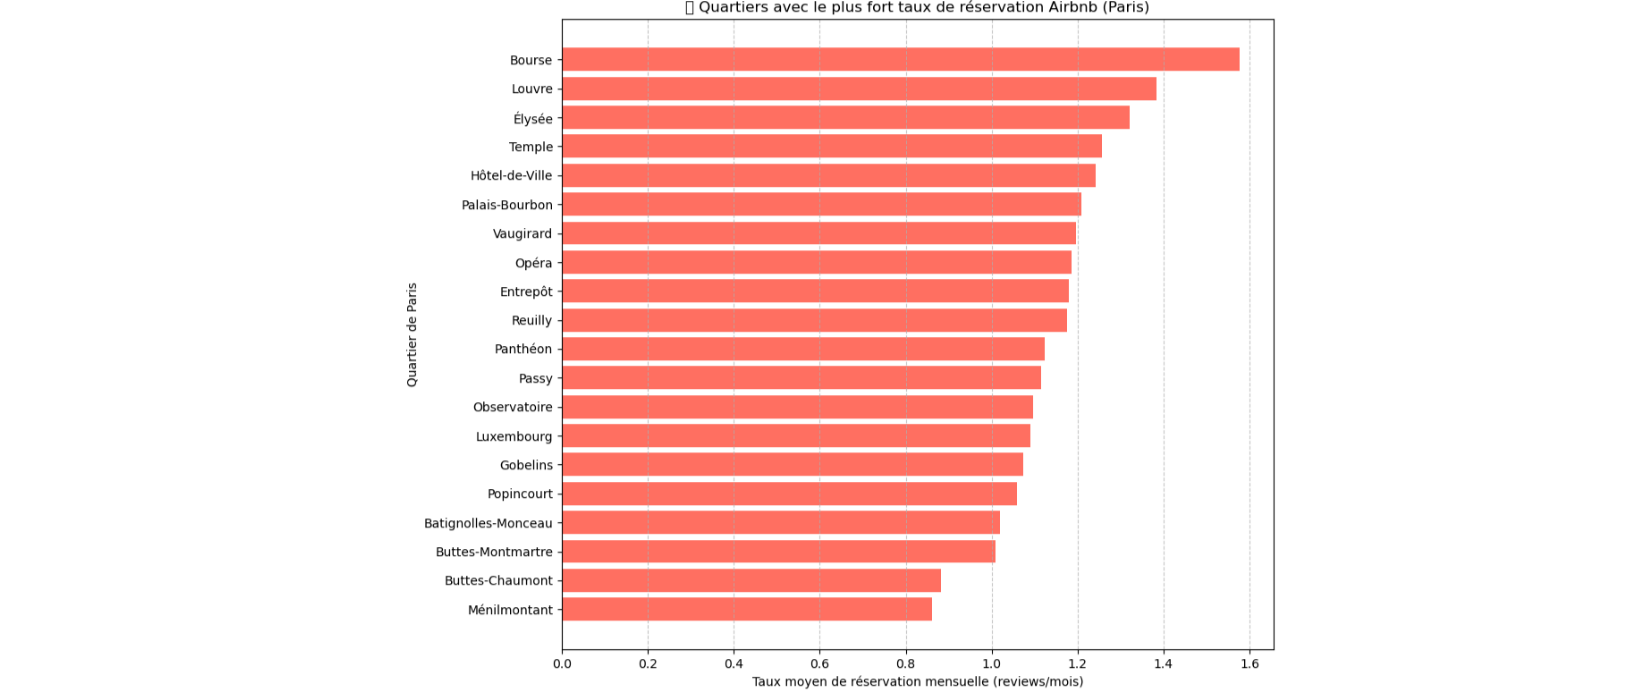 Quartiers avec le plus fort taux de réservation Airbnb (Paris)
Quartier de Paris
Bourse
Louvre
Élysée
Temple
Hôtel-de-Ville
Palais-Bourbon
Vaugirard
Opéra
Entrepôt
Reuilly
Panthéon
Passy
Observatoire
Luxembourg
Gobelins
Popincourt
Batignolles-Monceau
Buttes-Montmartre
Buttes-Chaumont
Ménilmontant
0.0 0.2 0.4 0.6 0.8 1.0 1.2 1.4 1.6
Taux moyen de réservation mensuelle (reviews/mois)